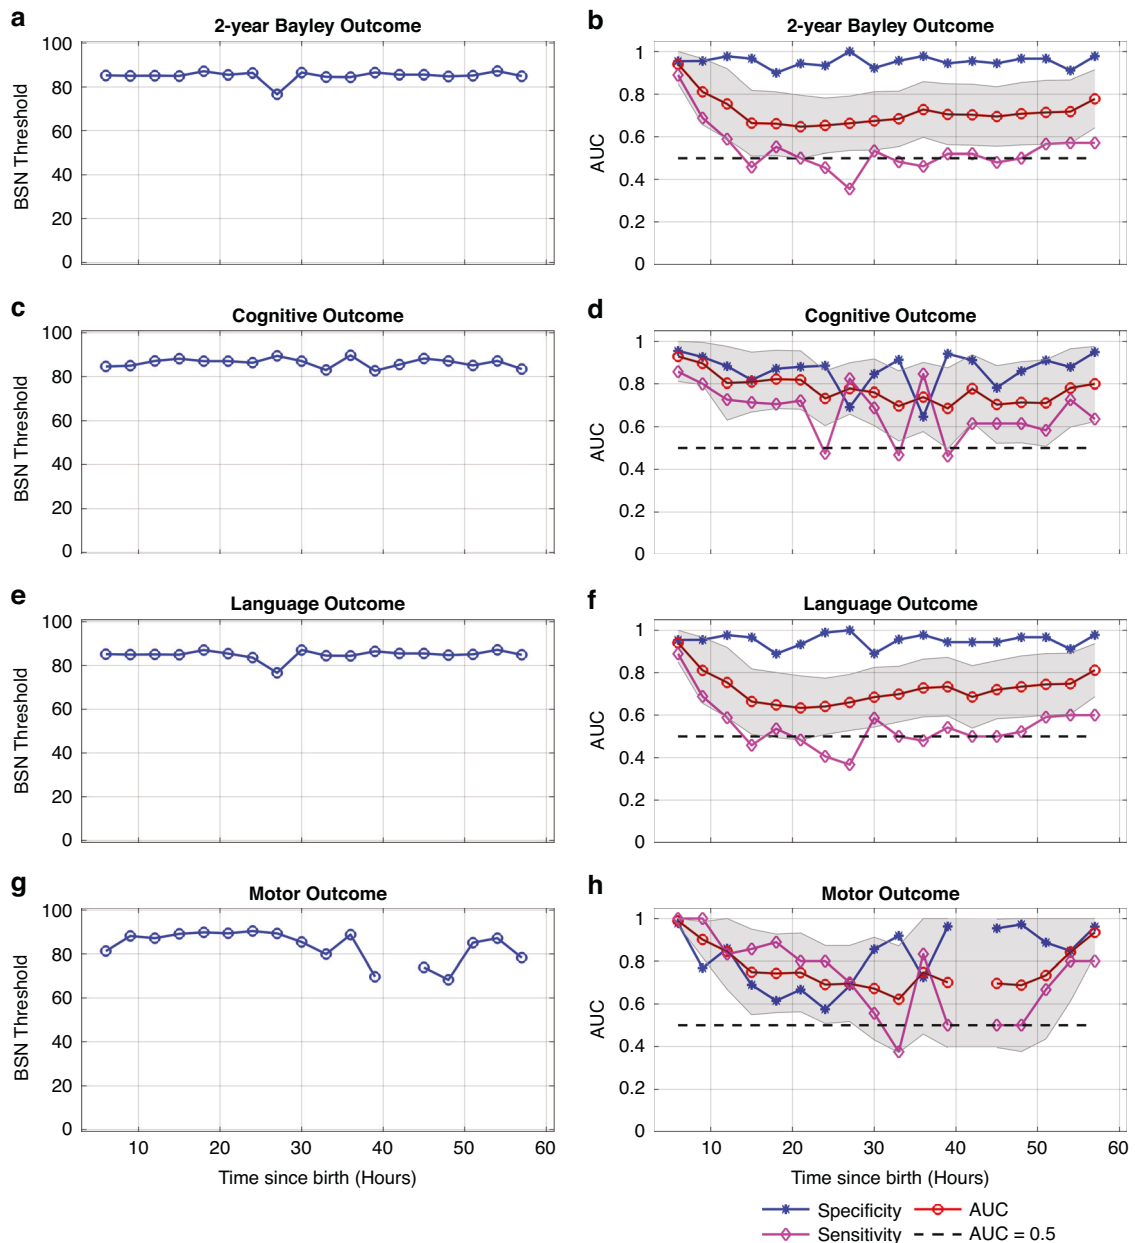 a
2-year Bayley Outcome
BSN Threshold
100
80
60
40
20
0
b
2-year Bayley Outcome
AUC
1
0.8
0.6
0.4
0.2
0
10
20
30
40
50
60
c
Cognitive Outcome
BSN Threshold
100
80
60
40
20
0
d
Cognitive Outcome
AUC
1
0.8
0.6
0.4
0.2
0
e
Language Outcome
BSN Threshold
100
80
60
40
20
0
f
Language Outcome
AUC
1
0.8
0.6
0.4
0.2
0
g
Motor Outcome
BSN Threshold
100
80
60
40
20
0
10
20
30
40
50
60
Time since birth (Hours)
h
Motor Outcome
AUC
1
0.8
0.6
0.4
0.2
0
10
20
30
40
50
60
Time since birth (Hours)
Specificity
AUC
Sensitivity
AUC = 0.5